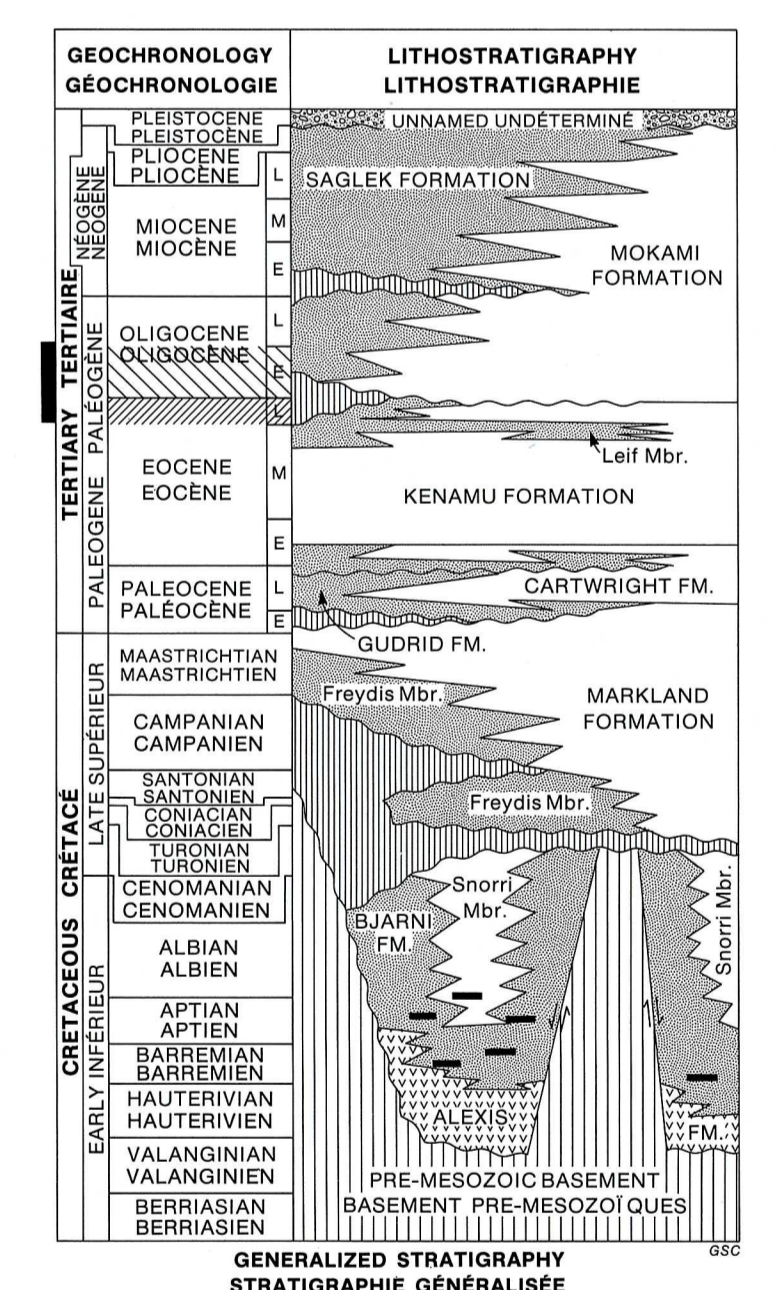 GEOCHRONOLOGY
GÉOCHRONOLOGIE
LITHOSTRATIGRAPHY
LITHOSTRATIGRAPHIE
TERTIARY TERTIAIRE
NÉOGÈNE
NEOGENE
PALEOGENE PALÉOGÈNE
PLEISTOCENE
PLEISTOCÈNE
PLIOCENE
PLIOCÈNE
L
MIOCENE
MIOCÈNE
M
E
OLIGOCENE
OLIGOCÈNE
L
E
EOCENE
EOCÈNE
L
M
E
PALEOCENE
PALÉOCÈNE
L
E
CRETACEOUS CRÉTACÉ
LATE SUPÉRIEUR
EARLY INFÉRIEUR
MAASTRICHTIAN
MAASTRICHTIEN
CAMPANIAN
CAMPANIEN
SANTONIAN
SANTONIEN
CONIACIAN
CONIACIEN
TURONIAN
TURONIEN
CENOMANIAN
CENOMANIEN
ALBIAN
ALBIEN
APTIAN
APTIEN
BARREMIAN
BARREMIEN
HAUTERIVIAN
HAUTERIVIEN
VALANGINIAN
VALANGINIEN
BERRIASIAN
BERRIASIEN
UNNAMED UNDÉTERMINÉ
SAGLEK FORMATION
MOKAMI
FORMATION
Leif Mbr.
KENAMU FORMATION
CARTWRIGHT FM.
GUDRID FM.
Freydis Mbr.
MARKLAND
FORMATION
Freydis Mbr.
Snorri
Mbr.
BJARNI
FM.
Snorri Mbr.
ALEXIS
FM.
PRE-MESOZOIC BASEMENT
BASEMENT PRE-MESOZOÏQUES
GSC
GENERALIZED STRATIGRAPHY
STRATIGRAPHIE GÉNÉRALISÉE